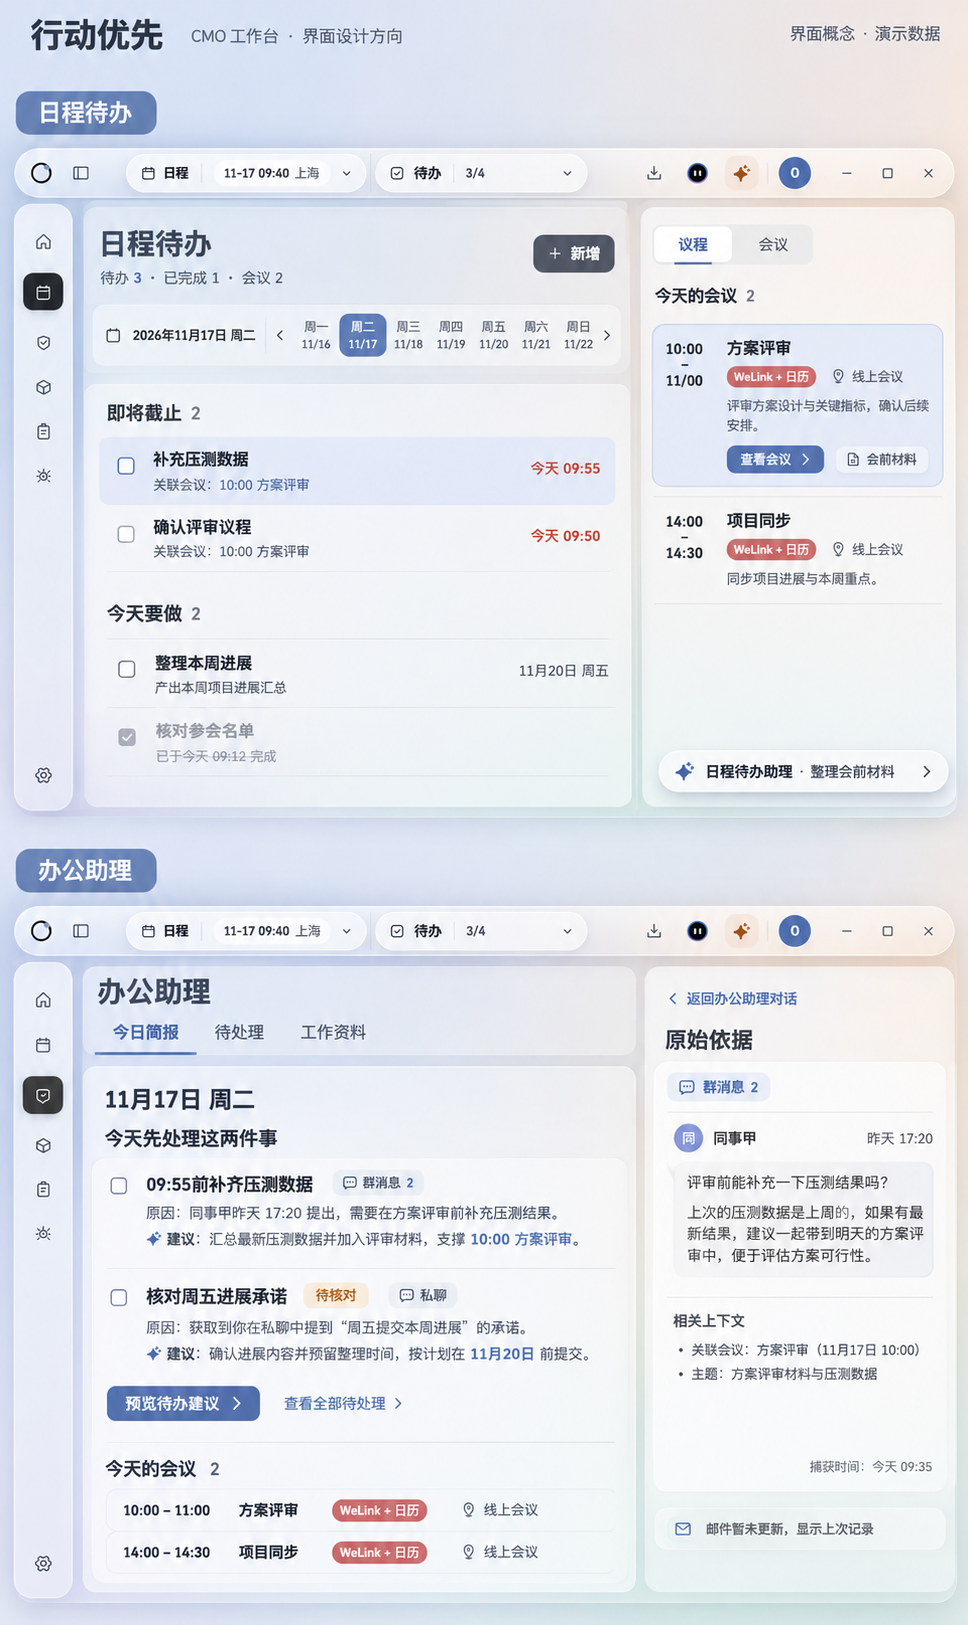 行动优先
CMO 工作台 · 界面设计方向
界面概念 · 演示数据
日程待办
日程
11-17 09:40 上海
待办
3/4
0
日程待办
待办 3 · 已完成 1 · 会议 2
+ 新增
2026年11月17日 周二
周一 周二 周三 周四 周五 周六 周日
11/16 11/17 11/18 11/19 11/20 11/21 11/22
即将截止 2
补充压测数据
关联会议：10:00 方案评审
今天 09:55
确认评审议程
关联会议：10:00 方案评审
今天 09:50
今天要做 2
整理本周进展
产出本周项目进展汇总
11月20日 周五
核对参会名单
已于今天 09:12 完成
议程
会议
今天的会议 2
10:00
–
11/00
方案评审
WeLink + 日历
线上会议
评审方案设计与关键指标，确认后续
安排。
查看会议
会前材料
14:00
–
14:30
项目同步
WeLink + 日历
线上会议
同步项目进展与本周重点。
日程待办助理 · 整理会前材料
办公助理
日程
11-17 09:40 上海
待办
3/4
0
办公助理
今日简报
待处理
工作资料
11月17日 周二
今天先处理这两件事
09:55前补齐压测数据
群消息 2
原因：同事甲昨天 17:20 提出，需要在方案评审前补充压测结果。
建议：汇总最新压测数据并加入评审材料，支撑 10:00 方案评审。
核对周五进展承诺
待核对
私聊
原因：获取到你在私聊中提到“周五提交本周进展”的承诺。
建议：确认进展内容并预留整理时间，按计划在 11月20日 前提交。
预览待办建议
查看全部待处理
今天的会议 2
10:00 – 11:00 方案评审 WeLink + 日历 线上会议
14:00 – 14:30 项目同步 WeLink + 日历 线上会议
返回办公助理对话
原始依据
群消息 2
同
同事甲
昨天 17:20
评审前能补充一下压测结果吗？
上次的压测数据是上周的，如果有最
新结果，建议一起带到明天的方案评
审中，便于评估方案可行性。
相关上下文
• 关联会议：方案评审（11月17日 10:00）
• 主题：方案评审材料与压测数据
捕获时间：今天 09:35
邮件暂未更新，显示上次记录